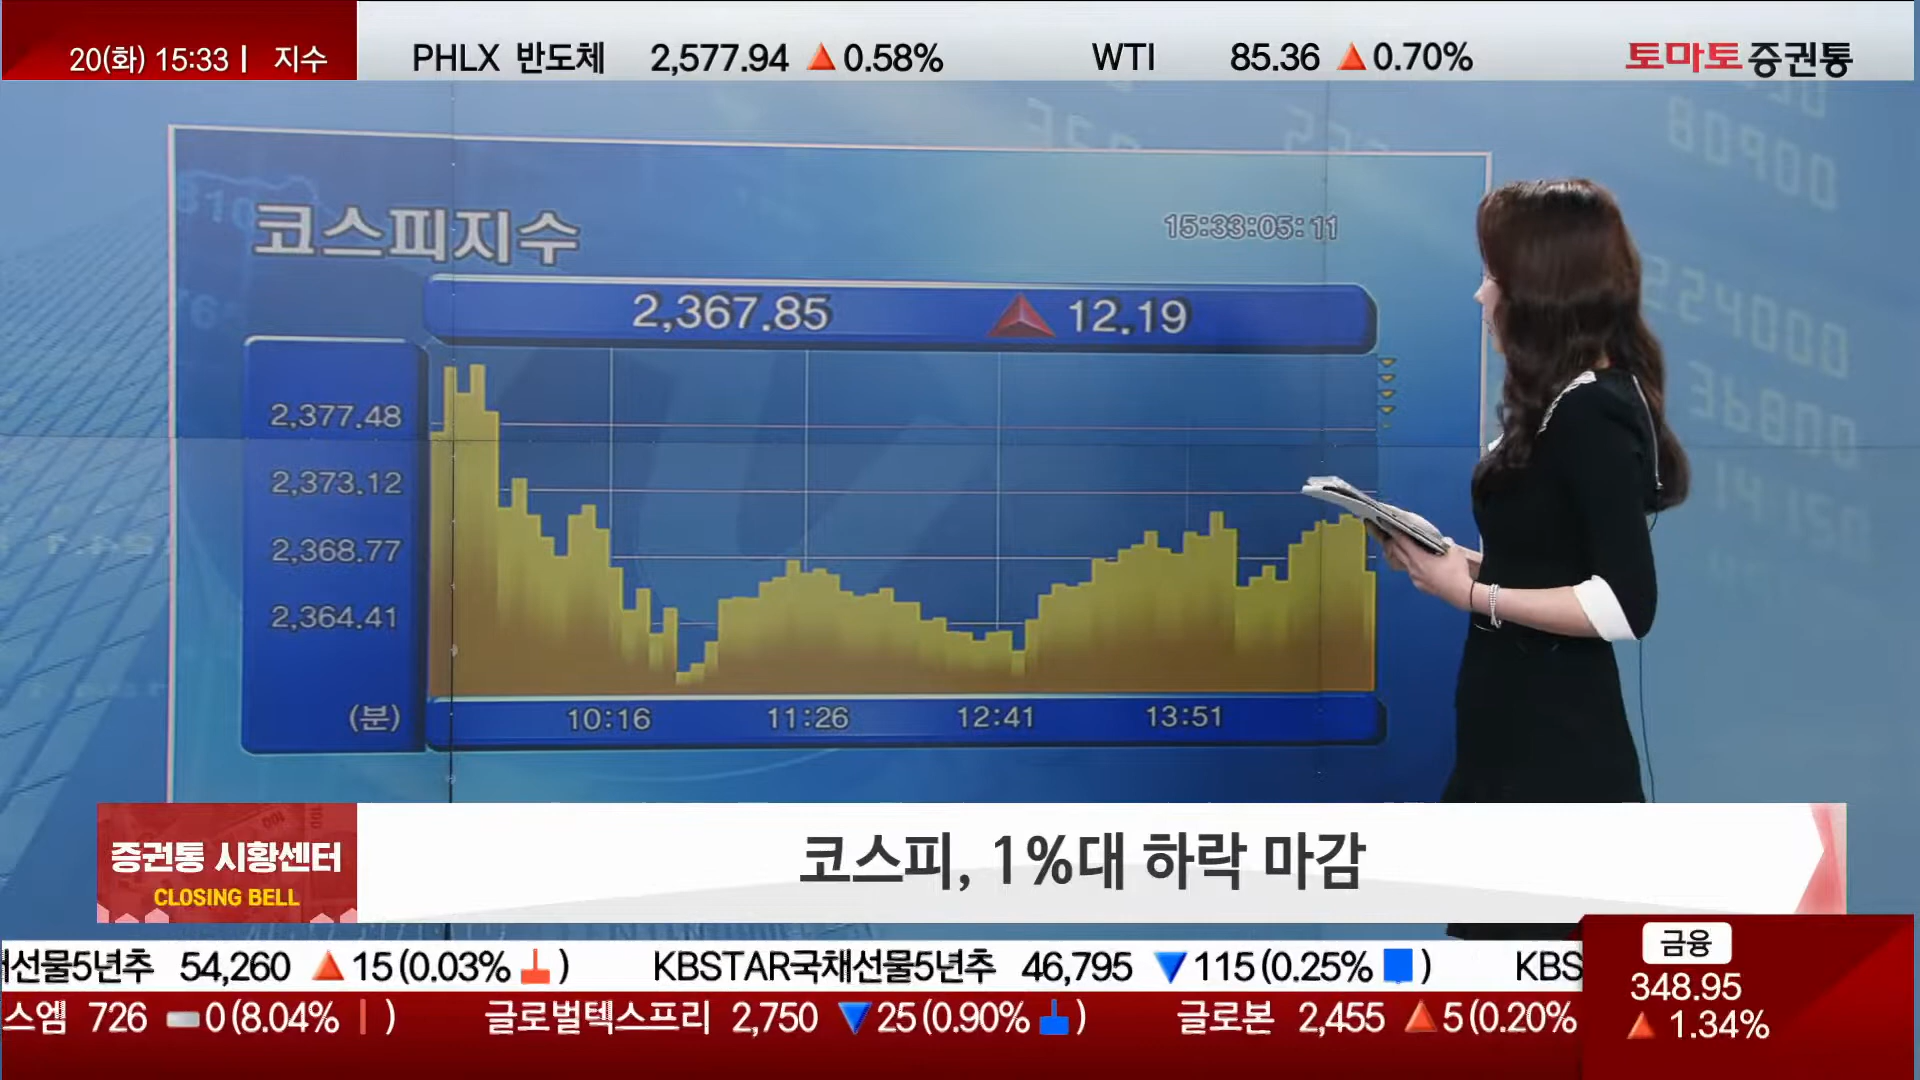 20(화) 15:33 | 지수
PHLX 반도체 2,577.94 ▲0.58% WTI 85.36 ▲0.70%
토마토증권통
코스피지수
15:33:05:11
2,367.85 ▲ 12.19
2,377.48
2,373.12
2,368.77
2,364.41
(분)
10:16 11:26 12:41 13:51
증권통 시황센터
CLOSING BELL
코스피, 1%대 하락 마감
선물5년추 54,260 ▲15(0.03%) KBSTAR국채선물5년추 46,795 ▼115(0.25%) KBS
스엠 726 0(8.04%) 글로벌텍스프리 2,750 ▼25(0.90%) 글로본 2,455 ▲5(0.20%
금융
348.95
▲ 1.34%